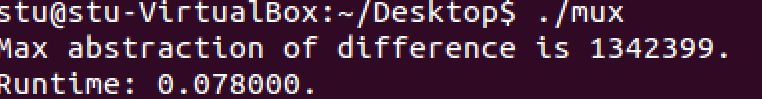 stu@stu-VirtualBox:~/Desktop$ ./mux
Max abstraction of difference is 1342399.
Runtime: 0.078000.